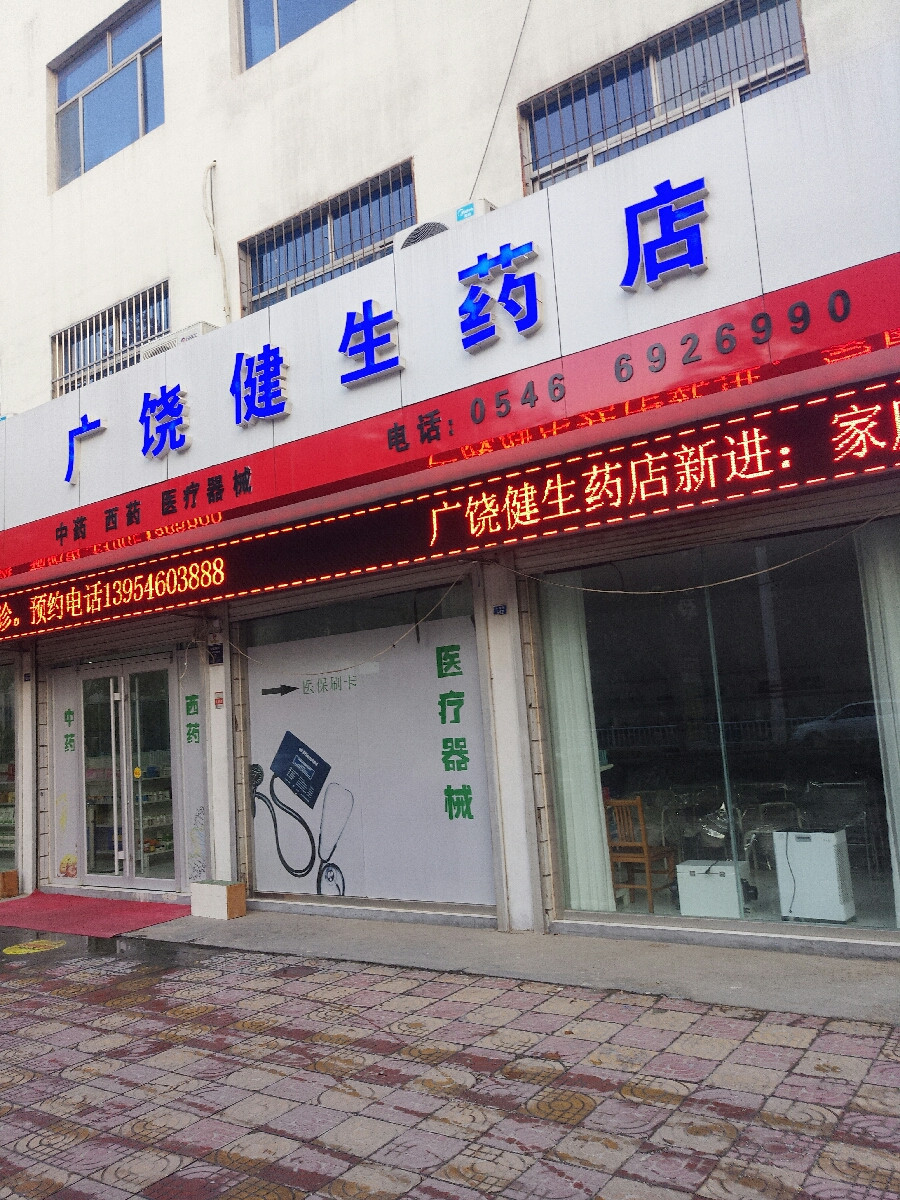 广饶健生药店
中药 西药 医疗器械
电话：0546 6926990
诊。预约电话13954603888
广饶健生药店新进：家
中药
西药
医保刷卡
医疗器械